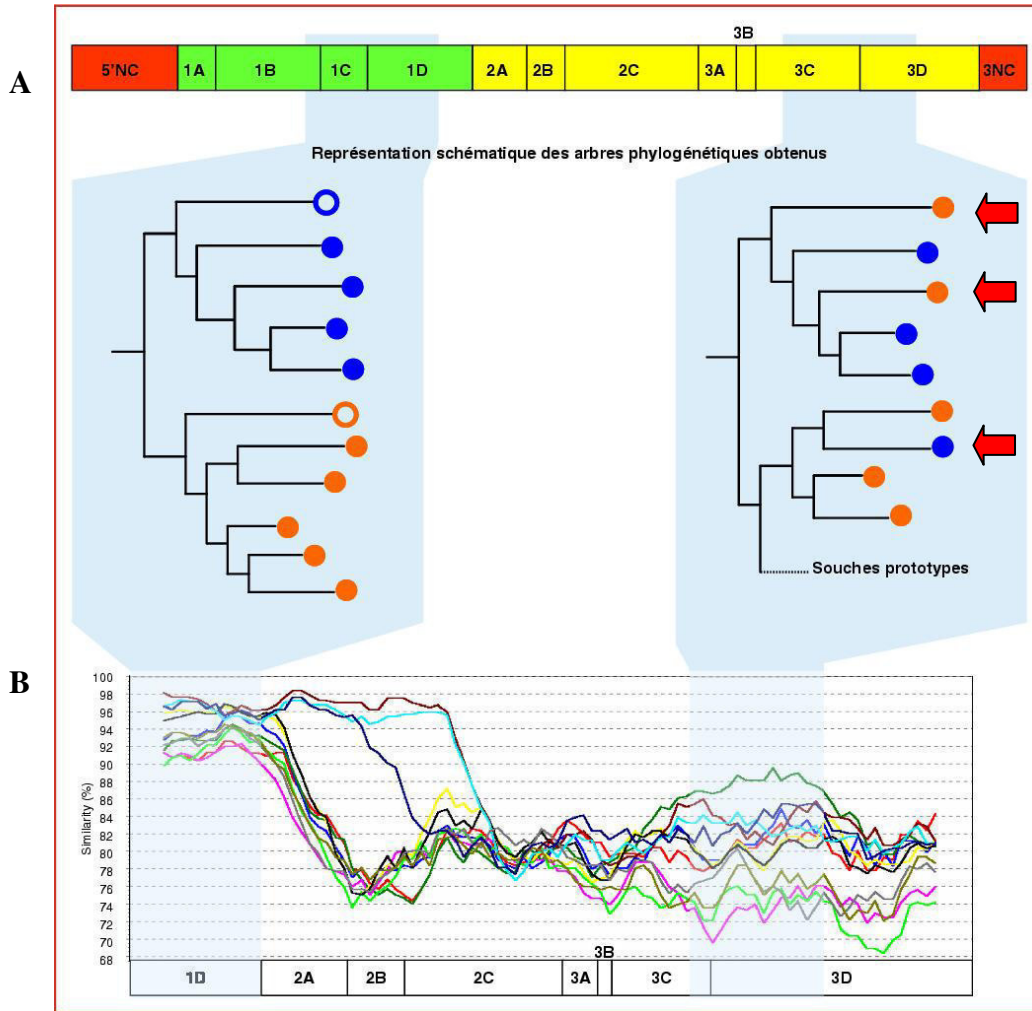 A
3B
5'NC 1A 1B 1C 1D 2A 2B 2C 3A 3C 3D 3NC
Représentation schématique des arbres phylogénétiques obtenus
Souches prototypes
B
Similarity (%)
100
98
96
94
92
90
88
86
84
82
80
78
76
74
72
70
68
3B
1D 2A 2B 2C 3A 3C 3D